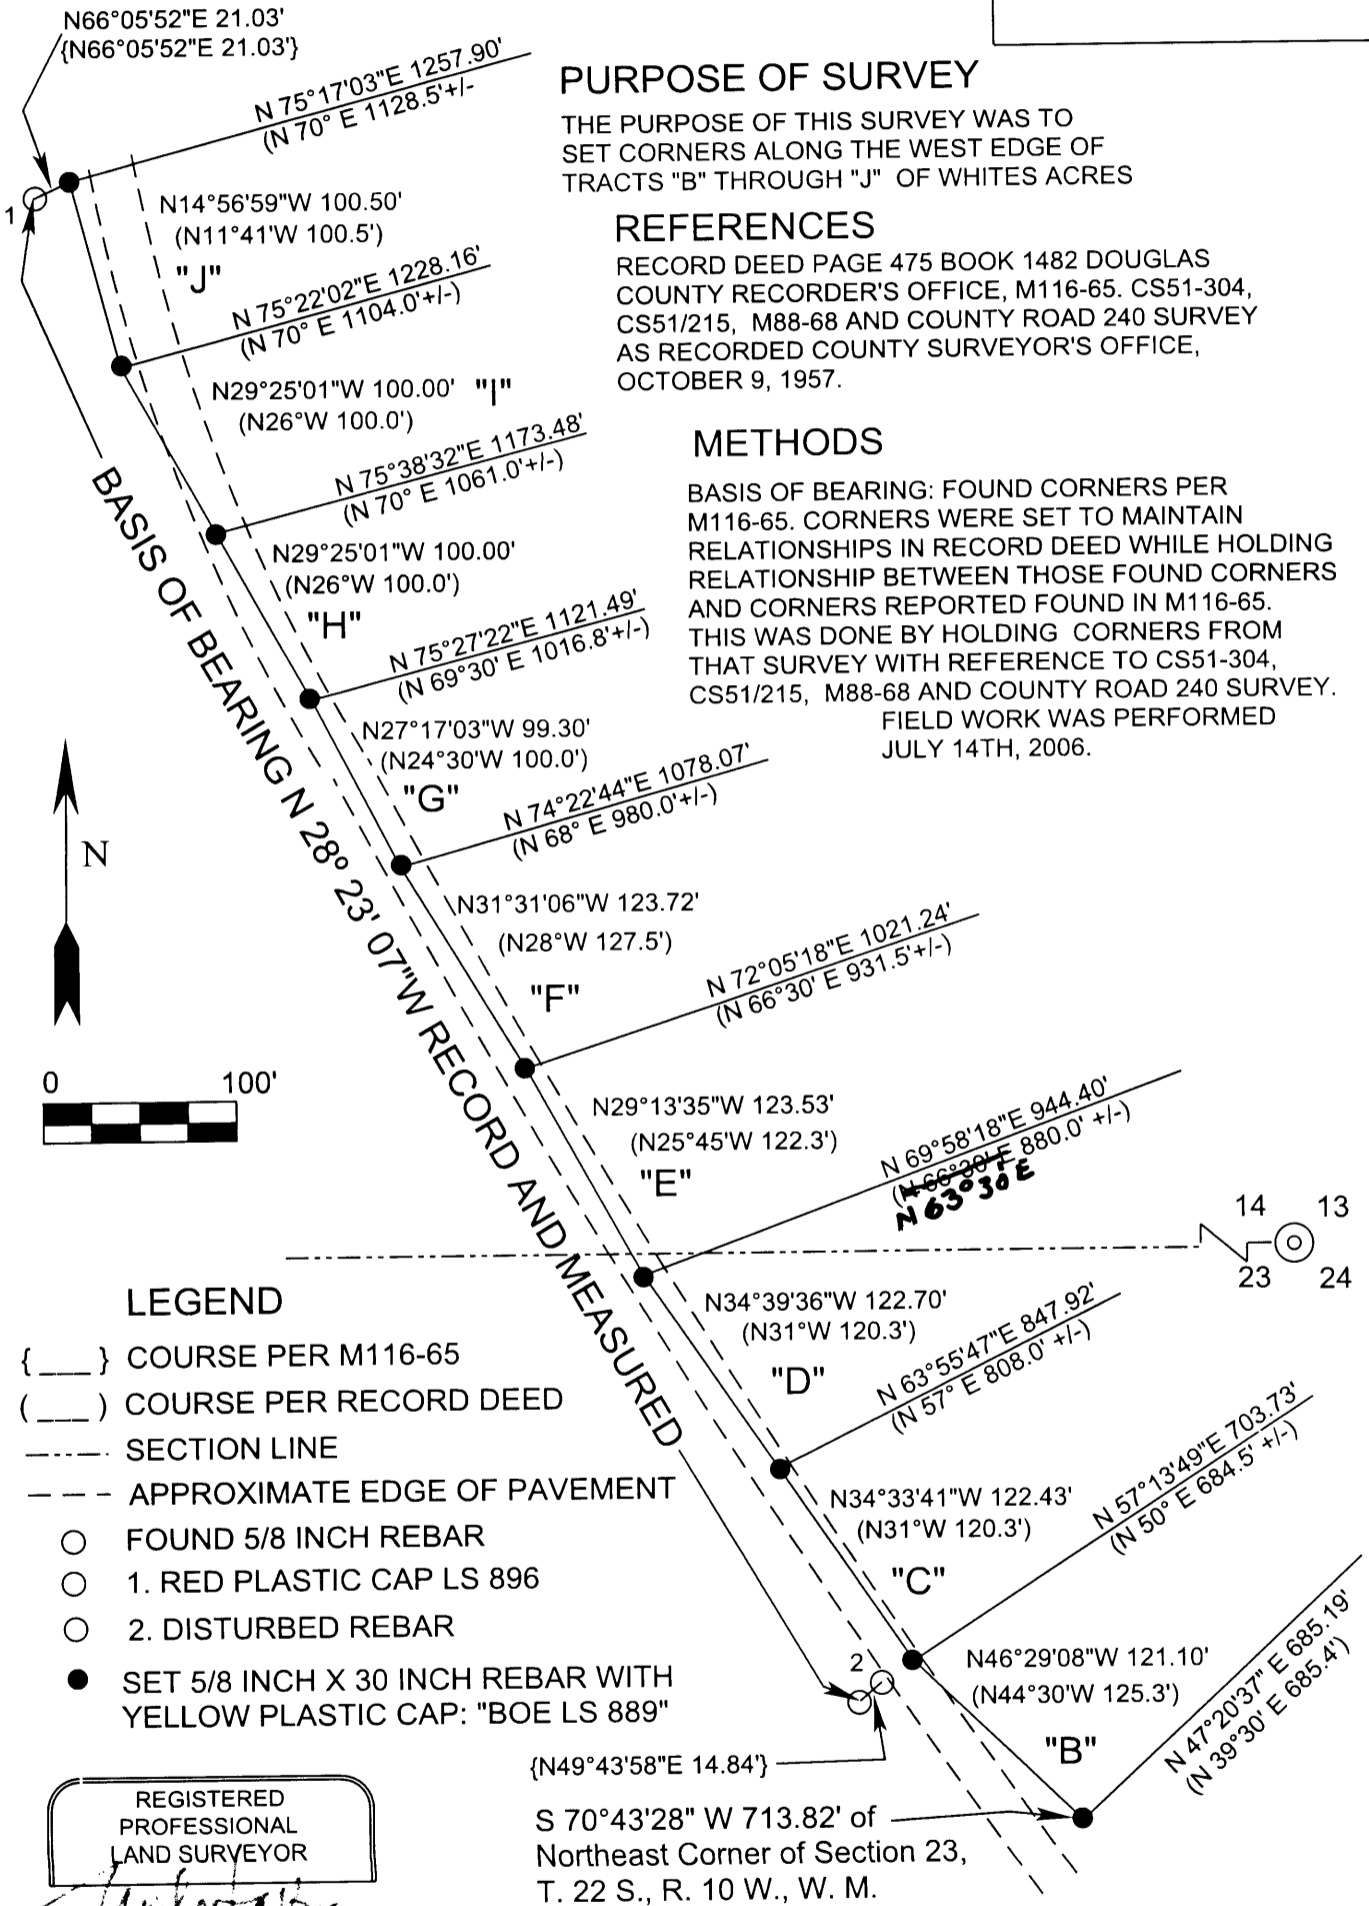 N66°05'52"E 21.03'
{N66°05'52"E 21.03'}
N 75°17'03"E 1257.90'
(N 70° E 1128.5'+/-
PURPOSE OF SURVEY
THE PURPOSE OF THIS SURVEY WAS TO
SET CORNERS ALONG THE WEST EDGE OF
TRACTS "B" THROUGH "J" OF WHITES ACRES
1
N14°56'59"W 100.50'
(N11°41'W 100.5')
"J"
REFERENCES
RECORD DEED PAGE 475 BOOK 1482 DOUGLAS
COUNTY RECORDER'S OFFICE, M116-65. CS51-304,
CS51/215, M88-68 AND COUNTY ROAD 240 SURVEY
AS RECORDED COUNTY SURVEYOR'S OFFICE,
OCTOBER 9, 1957.
N 75°22'02"E 1228.16'
(N 70° E 1104.0'+/-)
N29°25'01"W 100.00' "I"
(N26°W 100.0')
METHODS
BASIS OF BEARING: FOUND CORNERS PER
M116-65. CORNERS WERE SET TO MAINTAIN
RELATIONSHIPS IN RECORD DEED WHILE HOLDING
RELATIONSHIP BETWEEN THOSE FOUND CORNERS
AND CORNERS REPORTED FOUND IN M116-65.
THIS WAS DONE BY HOLDING CORNERS FROM
THAT SURVEY WITH REFERENCE TO CS51-304,
CS51/215, M88-68 AND COUNTY ROAD 240 SURVEY.
FIELD WORK WAS PERFORMED
JULY 14TH, 2006.
N 75°38'32"E 1173.48'
(N 70° E 1061.0'+/-)
N29°25'01"W 100.00'
(N26°W 100.0')
"H"
N 75°27'22"E 1121.49'
(N 69°30' E 1016.8'+/-)
N27°17'03"W 99.30'
(N24°30'W 100.0')
"G"
N 74°22'44"E 1078.07'
(N 68° E 980.0'+/-)
BASIS OF BEARING N 28° 23' 07"W RECORD AND MEASURED
N
N31°31'06"W 123.72'
(N28°W 127.5')
"F"
N 72°05'18"E 1021.24'
(N 66°30' E 931.5'+/-)
0 100'
N29°13'35"W 123.53'
(N25°45'W 122.3')
"E"
N 69°58'18"E 944.40'
(N 66°30' E 880.0' +/-)
N 63°30 E
14 13
23 24
N34°39'36"W 122.70'
(N31°W 120.3')
"D"
N 63°55'47"E 847.92'
(N 57° E 808.0' +/-)
LEGEND
{ ___ } COURSE PER M116-65
( ___ ) COURSE PER RECORD DEED
SECTION LINE
APPROXIMATE EDGE OF PAVEMENT
FOUND 5/8 INCH REBAR
1. RED PLASTIC CAP LS 896
2. DISTURBED REBAR
SET 5/8 INCH X 30 INCH REBAR WITH
YELLOW PLASTIC CAP: "BOE LS 889"
N34°33'41"W 122.43'
(N31°W 120.3')
"C"
N 57°13'49"E 703.73'
(N 50° E 684.5' +/-)
2
N46°29'08"W 121.10'
(N44°30'W 125.3')
"B"
N 47°20'37" E 685.19'
(N 39°30' E 685.4')
{N49°43'58"E 14.84'}
S 70°43'28" W 713.82' of
Northeast Corner of Section 23,
T. 22 S., R. 10 W., W. M.
REGISTERED
PROFESSIONAL
LAND SURVEYOR